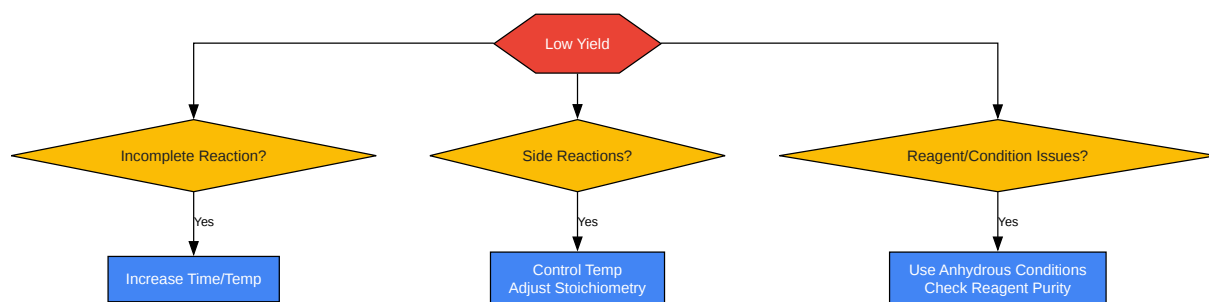 Low Yield
Incomplete Reaction?
Side Reactions?
Reagent/Condition Issues?
Yes
Yes
Yes
Increase Time/Temp
Control Temp
Adjust Stoichiometry
Use Anhydrous Conditions
Check Reagent Purity